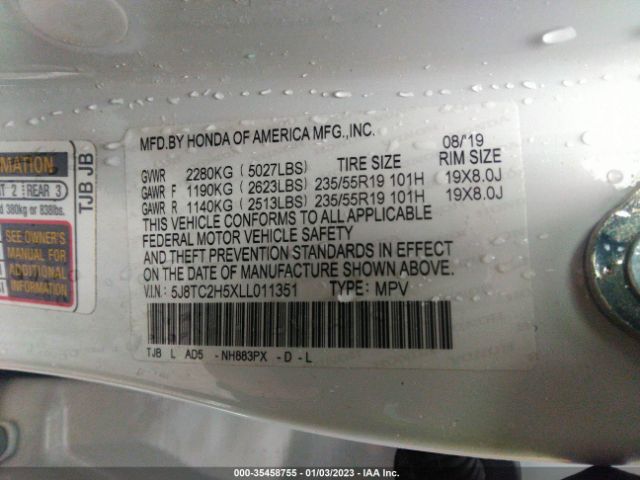 MFD.BY HONDA OF AMERICA MFG.,INC. 08/'19
GVWR 2280KG (5027LBS) TIRE SIZE RIM SIZE
GAWR F 1190KG (2623LBS) 235/55R19 101H 19X8.0J
GAWR R 1140KG (2513LBS) 235/55R19 101H 19X8.0J
THIS VEHICLE CONFORMS TO ALL APPLICABLE
FEDERAL MOTOR VEHICLE SAFETY
AND THEFT PREVENTION STANDARDS IN EFFECT
ON THE DATE OF MANUFACTURE SHOWN ABOVE.
V.I.N: 5J8TC2H5XLL011351 TYPE: MPV
TJB L AD5 - NH883PX - D - L
REAR 3
380kg or 838lbs.
SEE OWNER'S
MANUAL FOR
ADDITIONAL
INFORMATION
TJB JB
000-35458755 - 01/03/2023 - IAA Inc.